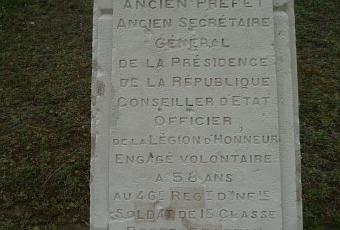 ANCIEN PRÉFET
ANCIEN SECRÉTAIRE
GÉNÉRAL
DE LA PRÉSIDENCE
DE LA RÉPUBLIQUE
CONSEILLER D'ETAT
OFFICIER
DE LA LÉGION D'HONNEUR
ENGAGÉ VOLONTAIRE
A 58 ANS
AU 46E REGT D'INFIE
SOLDAT DE 1E CLASSE